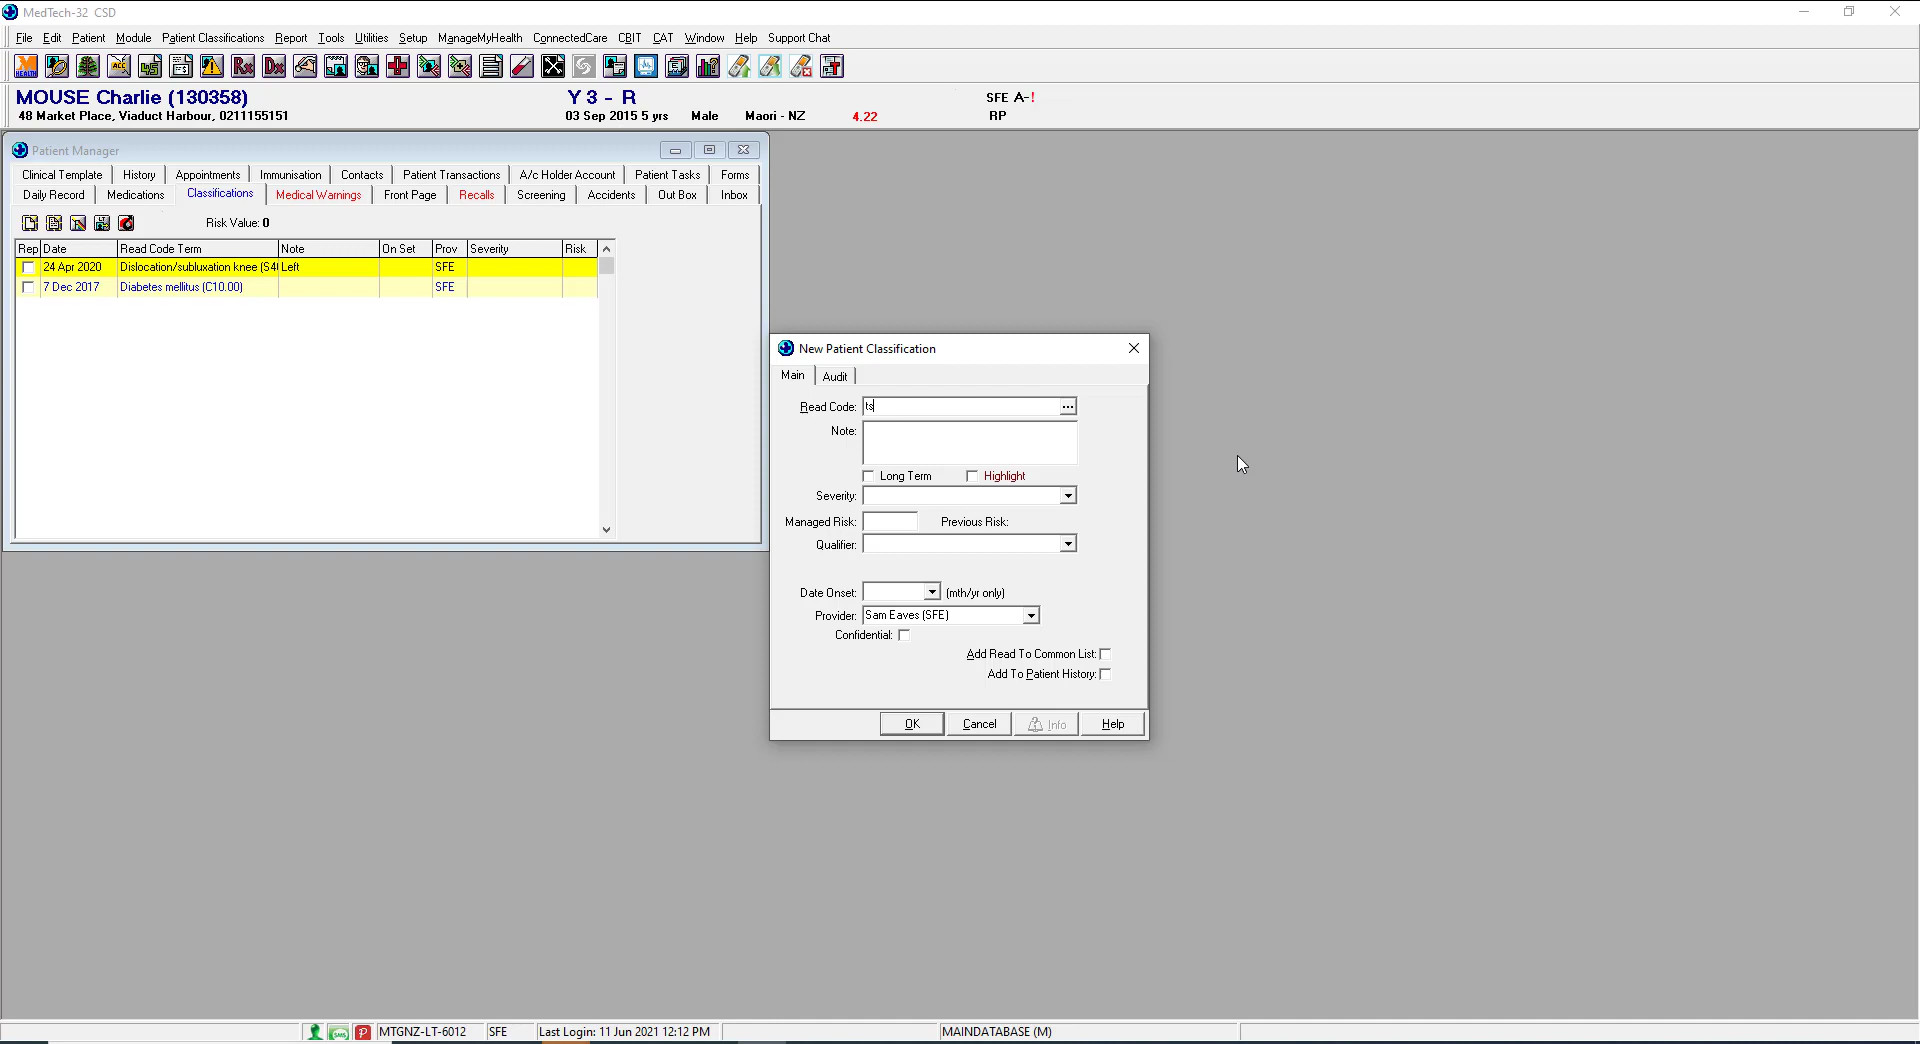 MedTech-32 CSD
File Edit Patient Module Patient Classifications Report Tools Utilities Setup ManageMyHealth ConnectedCare CBIT CAT Window Help Support Chat
MOUSE Charlie (130358) Y 3 - R SFE A-!
48 Market Place, Viaduct Harbour, 0211155151 03 Sep 2015 5 yrs Male Maori - NZ 4.22 RP
Patient Manager
Clinical Template History Appointments Immunisation Contacts Patient Transactions A/c Holder Account Patient Tasks Forms
Daily Record Medications Classifications Medical Warnings Front Page Recalls Screening Accidents Out Box Inbox
Risk Value: 0
Rep Date Read Code Term Note On Set Prov Severity Risk
24 Apr 2020 Dislocation/subluxation knee (S4 Left SFE
7 Dec 2017 Diabetes mellitus (C10.00) SFE
New Patient Classification
Main Audit
Read Code: ts ...
Note:
Long Term Highlight
Severity:
Managed Risk: Previous Risk:
Qualifier:
Date Onset: (mth/yr only)
Provider: Sam Eaves (SFE)
Confidential:
Add Read To Common List:
Add To Patient History:
OK Cancel Info Help
MTGNZ-LT-6012 SFE Last Login: 11 Jun 2021 12:12 PM MAINDATABASE (M)